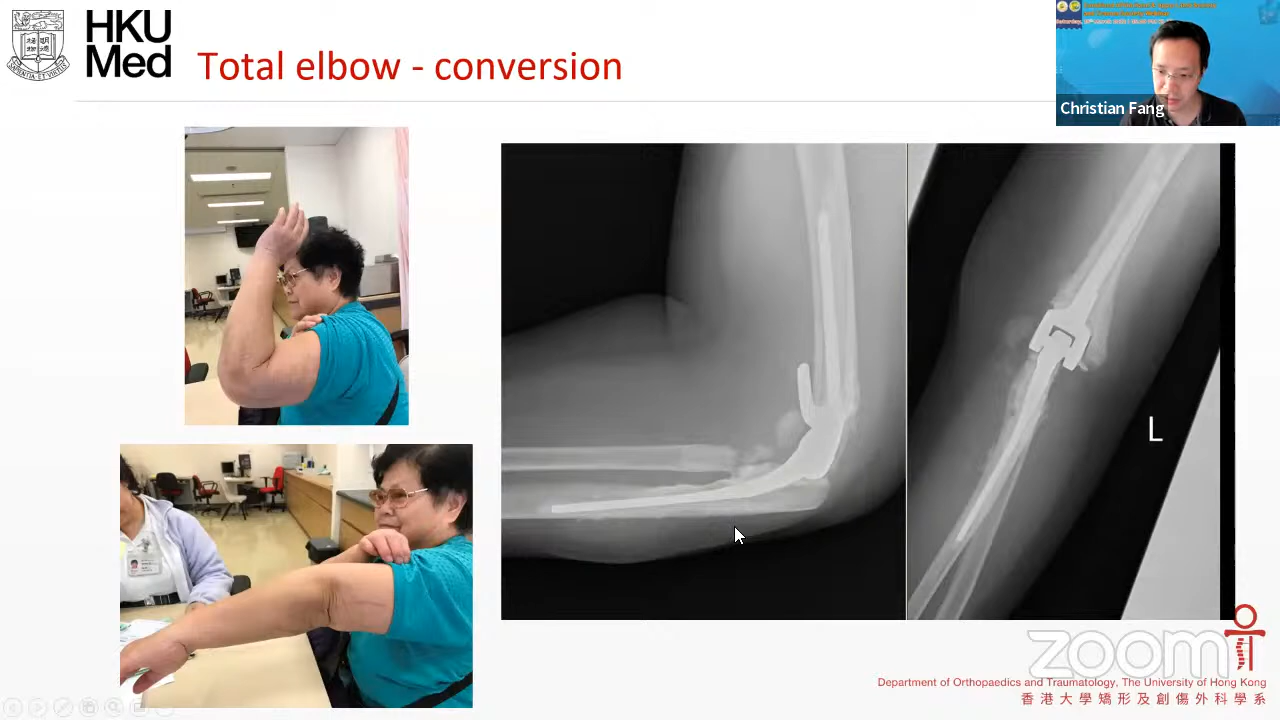 HKU
Med
Total elbow - conversion
Christian Fang
L
zoom
Department of Orthopaedics and Traumatology, The University of Hong Kong
香港大學矯形及創傷外科學系